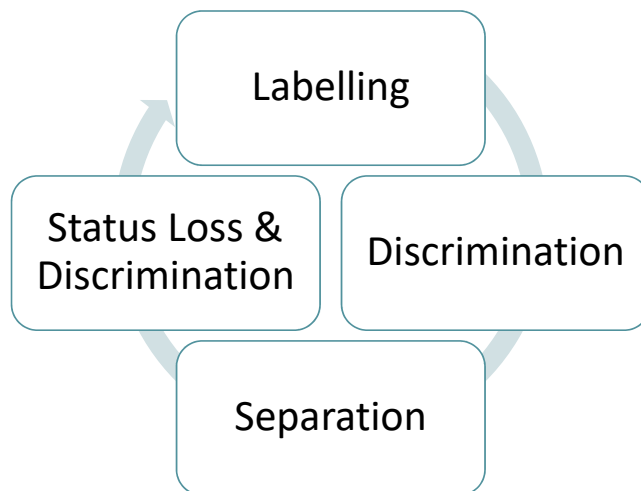 Labelling
Discrimination
Separation
Status Loss &
Discrimination